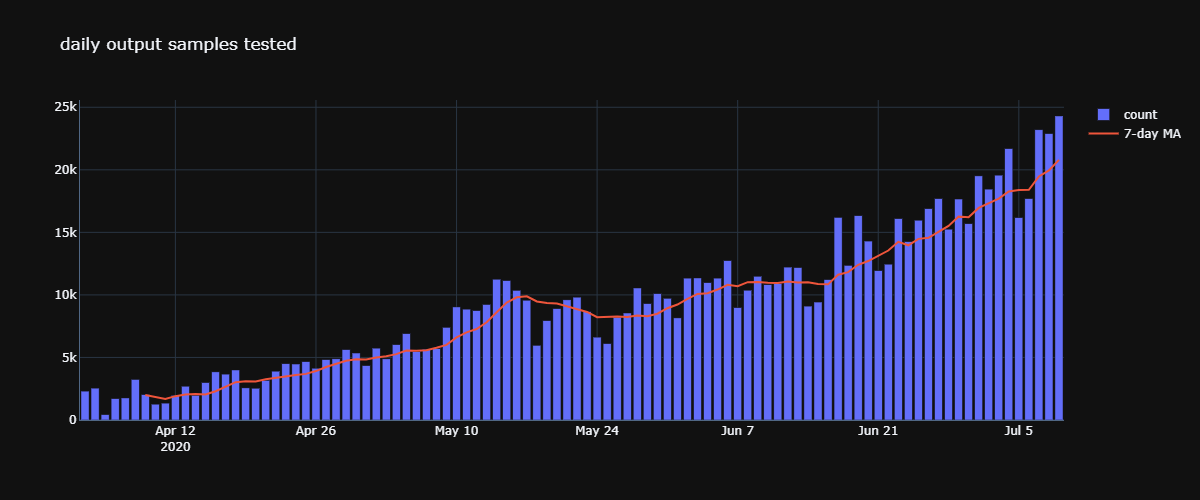 daily output samples tested
25k
20k
15k
10k
5k
0
Apr 12
2020
Apr 26
May 10
May 24
Jun 7
Jun 21
Jul 5
count
7-day MA